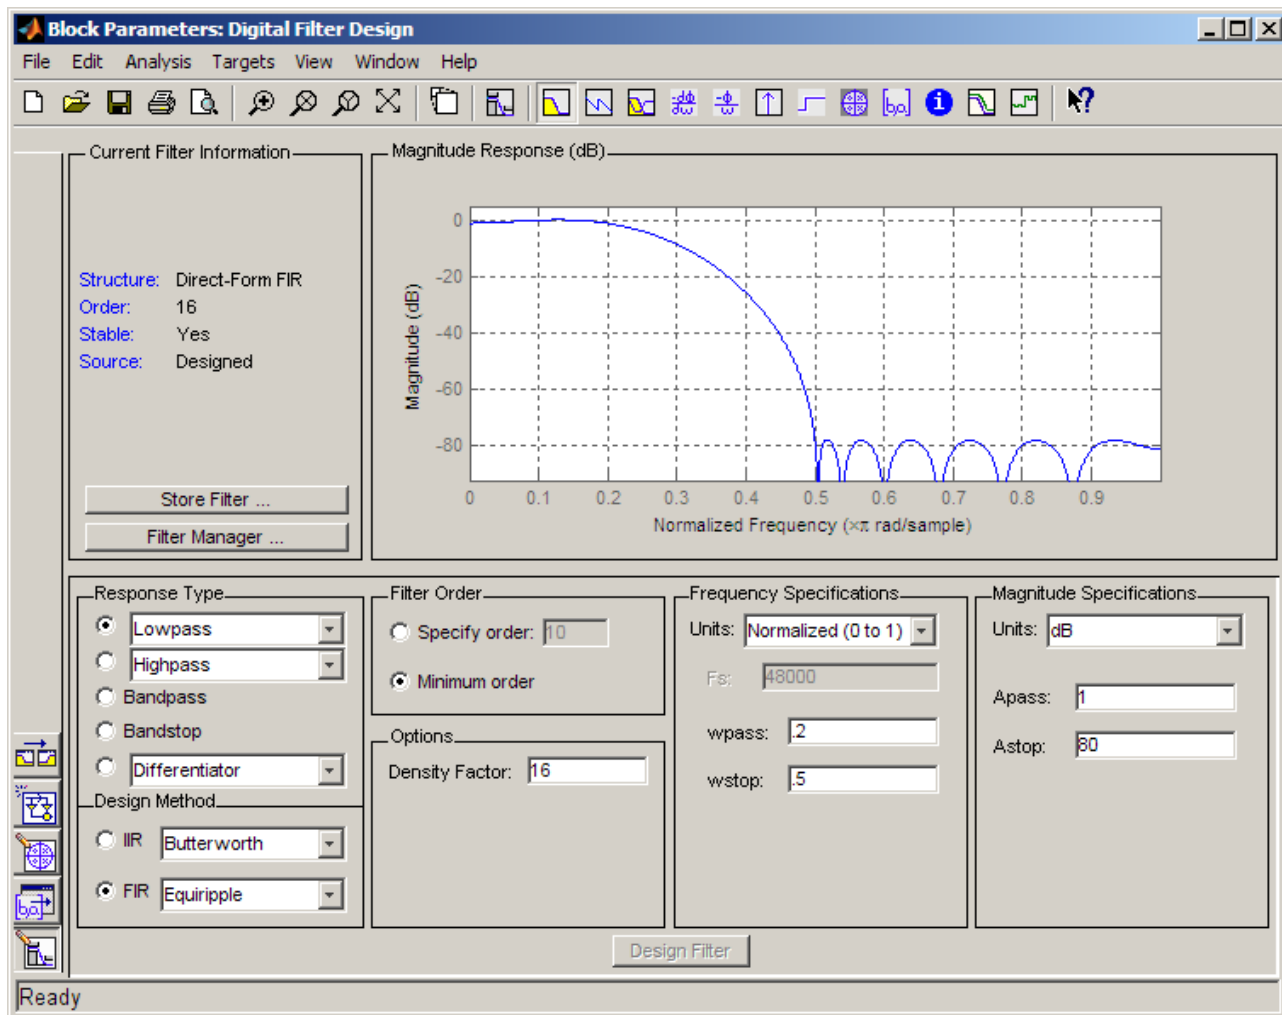 Block Parameters: Digital Filter Design
File Edit Analysis Targets View Window Help
Current Filter Information
Structure: Direct-Form FIR
Order: 16
Stable: Yes
Source: Designed
Store Filter ...
Filter Manager ...
Magnitude Response (dB)
Magnitude (dB)
0
-20
-40
-60
-80
0 0.1 0.2 0.3 0.4 0.5 0.6 0.7 0.8 0.9
Normalized Frequency (×π rad/sample)
Response Type
Lowpass
Highpass
Bandpass
Bandstop
Differentiator
Design Method
IIR Butterworth
FIR Equiripple
Filter Order
Specify order: 10
Minimum order
Options
Density Factor: 16
Frequency Specifications
Units: Normalized (0 to 1)
Fs: 48000
wpass: .2
wstop: .5
Magnitude Specifications
Units: dB
Apass: 1
Astop: 80
Design Filter
Ready